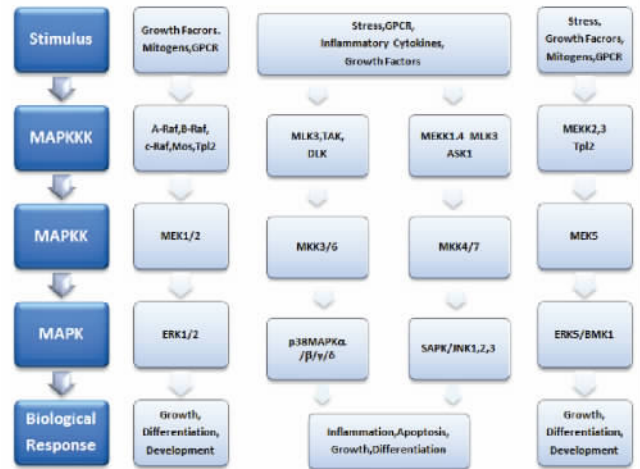 Stimulus
Growth Facrors.
Mitogens,GPCR
Stress,GPCR,
Inflammatory Cytokines,
Growth Factors
Stress,
Growth Facrors,
Mitogens,GPCR
MAPKKK
A-Raf,B-Raf,
c-Raf,Mos,Tpl2
MLK3,TAK,
DLK
MEKK1.4 MLK3
ASK1
MEKK2,3
Tpl2
MAPKK
MEK1/2
MKK3/6
MKK4/7
MEK5
MAPK
ERK1/2
p38MAPKα
/β/γ/δ
SAPK/JNK1,2,3
ERK5/BMK1
Biological
Response
Growth,
Differentiation,
Development
Inflammation,Apoptosis,
Growth,Differentiation
Growth,
Differentiation,
Development